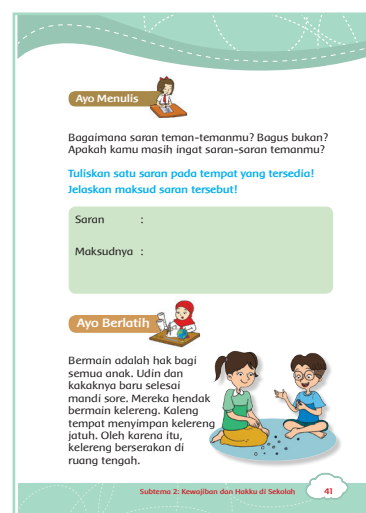 Ayo Menulis
Bagaimana saran teman-temanmu? Bagus bukan?
Apakah kamu masih ingat saran-saran temanmu?
Tuliskan satu saran pada tempat yang tersedia!
Jelaskan maksud saran tersebut!
Saran :
Maksudnya :
Ayo Berlatih
Bermain adalah hak bagi
semua anak. Udin dan
kakaknya baru selesai
mandi sore. Mereka hendak
bermain kelereng. Kaleng
tempat menyimpan kelereng
jatuh. Oleh karena itu,
kelereng berserakan di
ruang tengah.
Subtema 2: Kewajiban dan Hakku di Sekolah
41